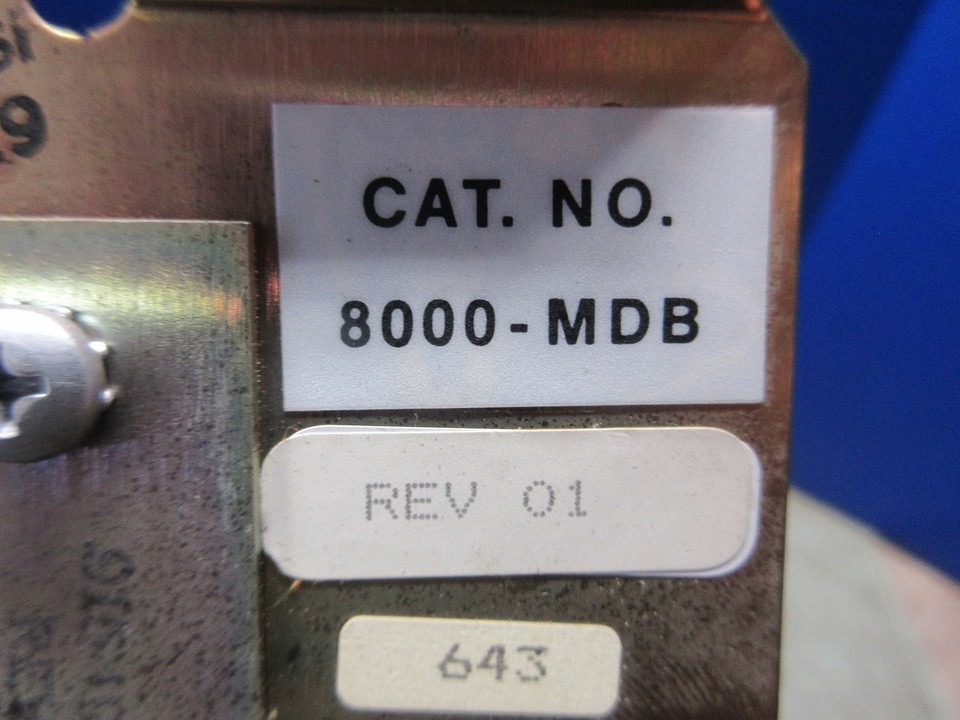 CAT. NO.
8000-MDB
REV 01
643